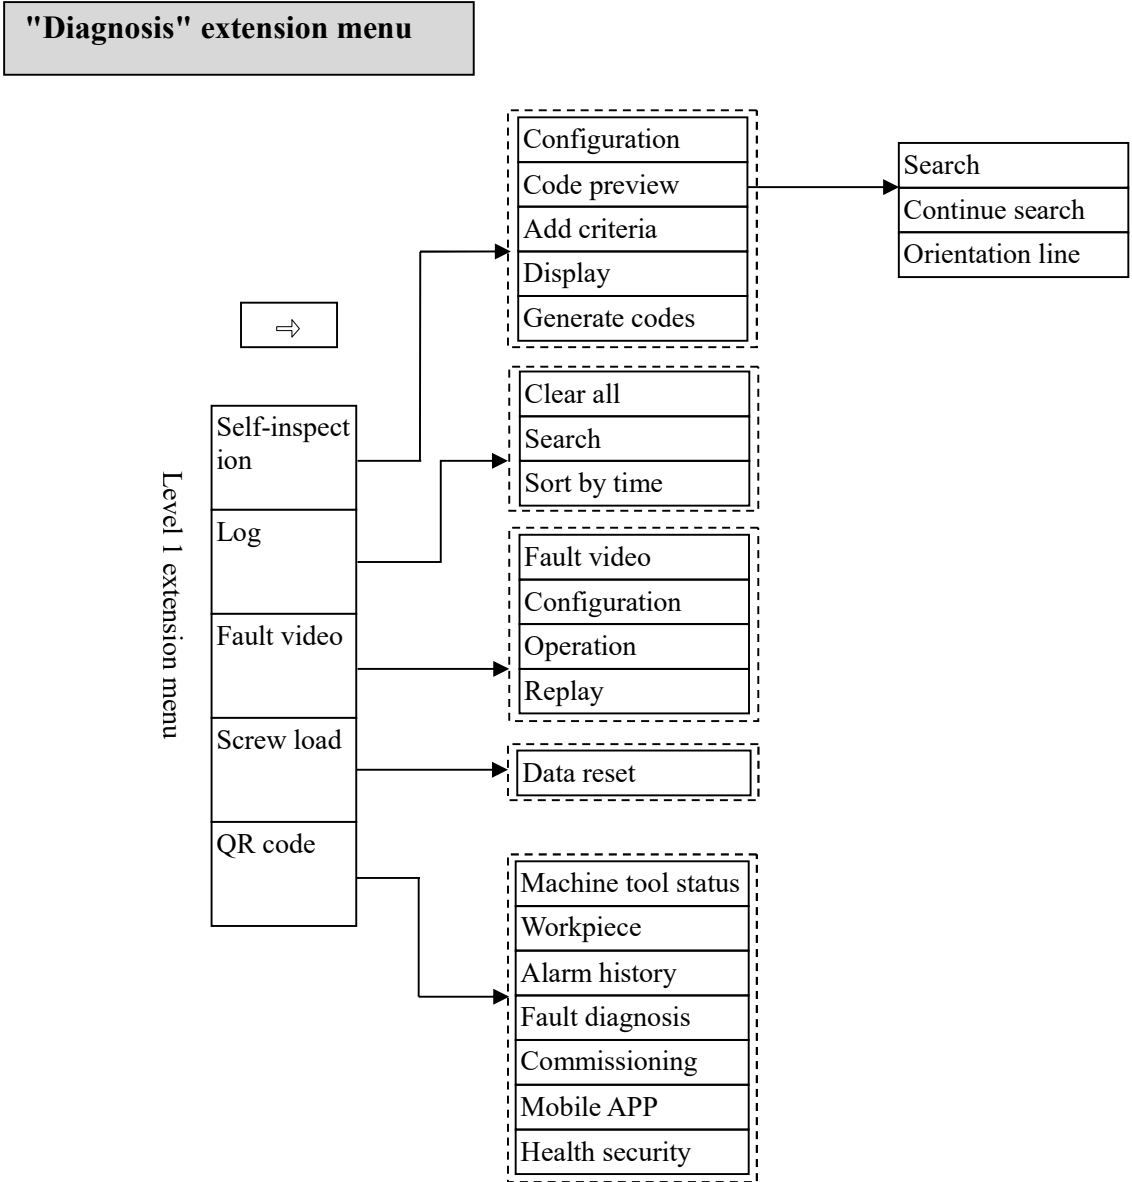 "Diagnosis" extension menu
Configuration
Code preview
Add criteria
Display
Generate codes
Search
Continue search
Orientation line
⇨
Level 1 extension menu
Self-inspect
ion
Log
Fault video
Screw load
QR code
Clear all
Search
Sort by time
Fault video
Configuration
Operation
Replay
Data reset
Machine tool status
Workpiece
Alarm history
Fault diagnosis
Commissioning
Mobile APP
Health security